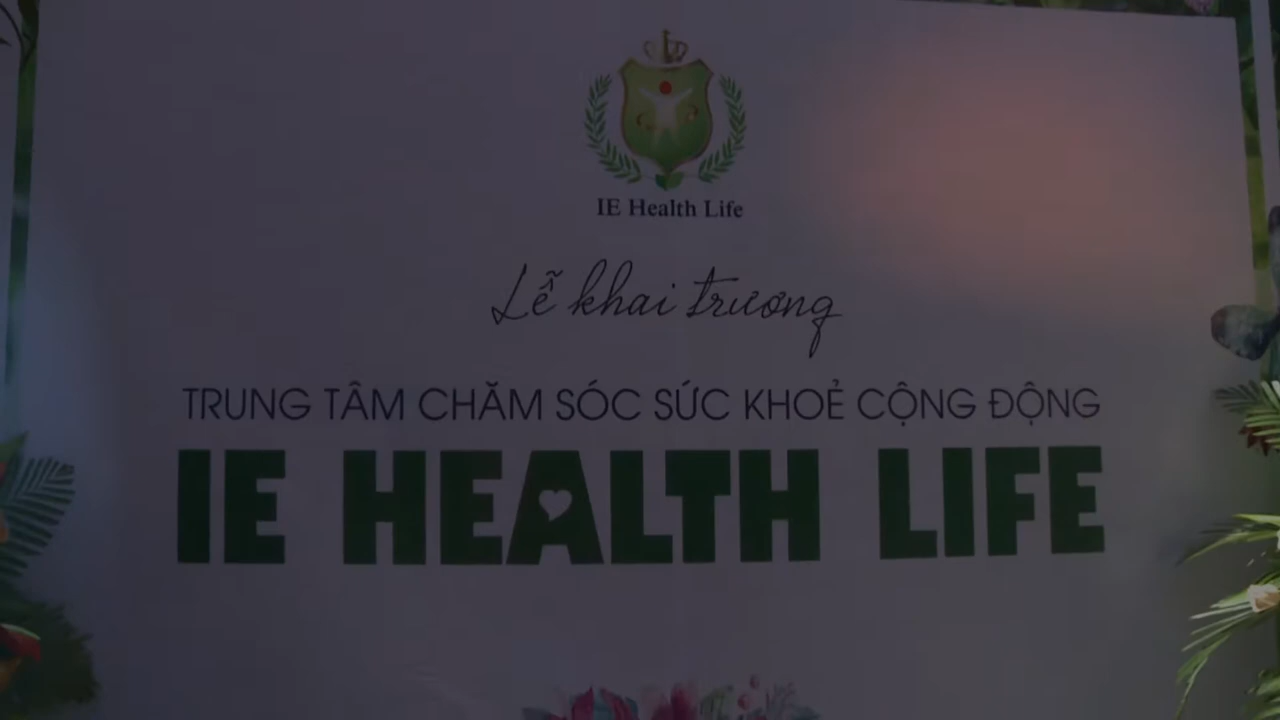 IE Health Life
Lễ khai trương
TRUNG TÂM CHĂM SÓC SỨC KHOẺ CỘNG ĐỘNG
IE HEALTH LIFE